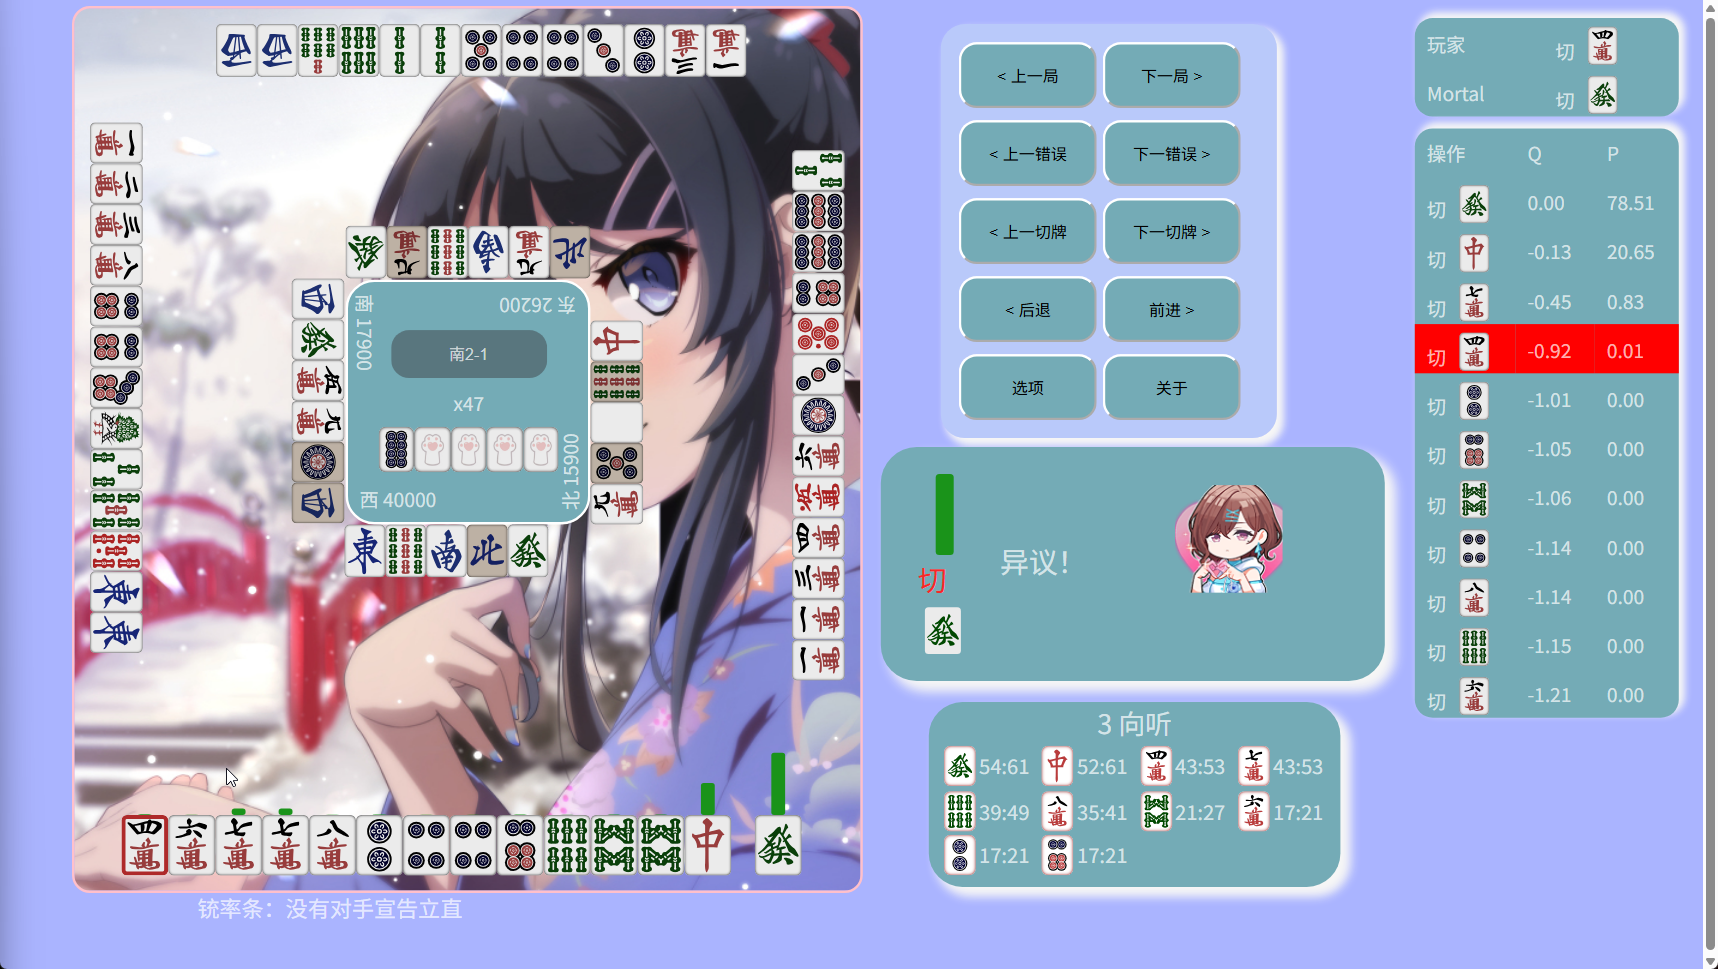 南 17900
东 26200
南2-1
x47
西 40000
北 15900
铳率条：没有对手宣告立直
< 上一局
下一局 >
< 上一错误
下一错误 >
< 上一切牌
下一切牌 >
< 后退
前进 >
选项
关于
切
异议！
3 向听
54:61
52:61
43:53
43:53
39:49
35:41
21:27
17:21
17:21
17:21
玩家 切
Mortal 切
操作 Q P
切 0.00 78.51
切 -0.13 20.65
切 -0.45 0.83
切 -0.92 0.01
切 -1.01 0.00
切 -1.05 0.00
切 -1.06 0.00
切 -1.14 0.00
切 -1.14 0.00
切 -1.15 0.00
切 -1.21 0.00